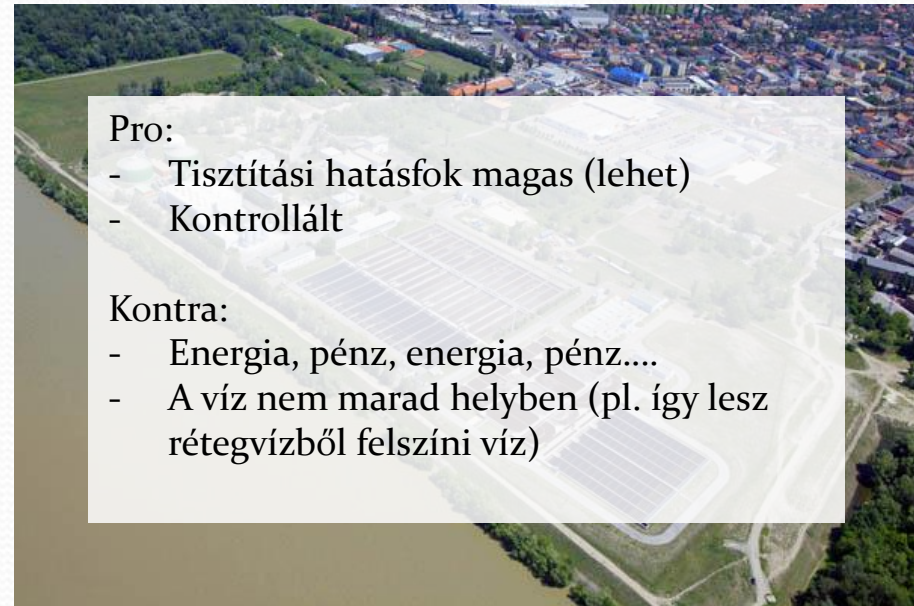 Pro:
- Tisztítási hatásfok magas (lehet)
- Kontrollált
Kontra:
- Energia, pénz, energia, pénz....
- A víz nem marad helyben (pl. így lesz
rétegvízből felszíni víz)